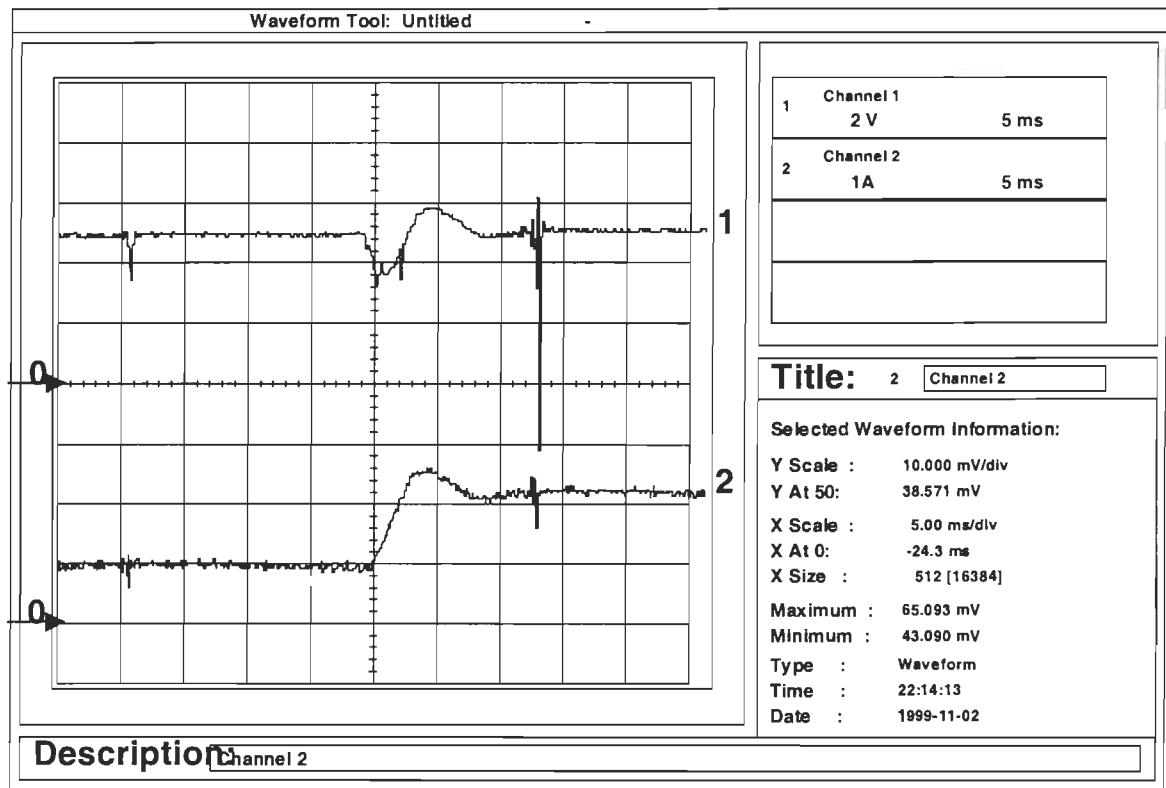 Waveform Tool: Untitled -
1 Channel 1
2 V 5 ms
2 Channel 2
1A 5 ms
1
0
2
0
Title: 2 Channel 2
Selected Waveform Information:
Y Scale : 10.000 mV/div
Y At 50: 38.571 mV
X Scale : 5.00 ms/div
X At 0: -24.3 ms
X Size : 512 [16384]
Maximum : 65.093 mV
Minimum : 43.090 mV
Type : Waveform
Time : 22:14:13
Date : 1999-11-02
Description: Channel 2